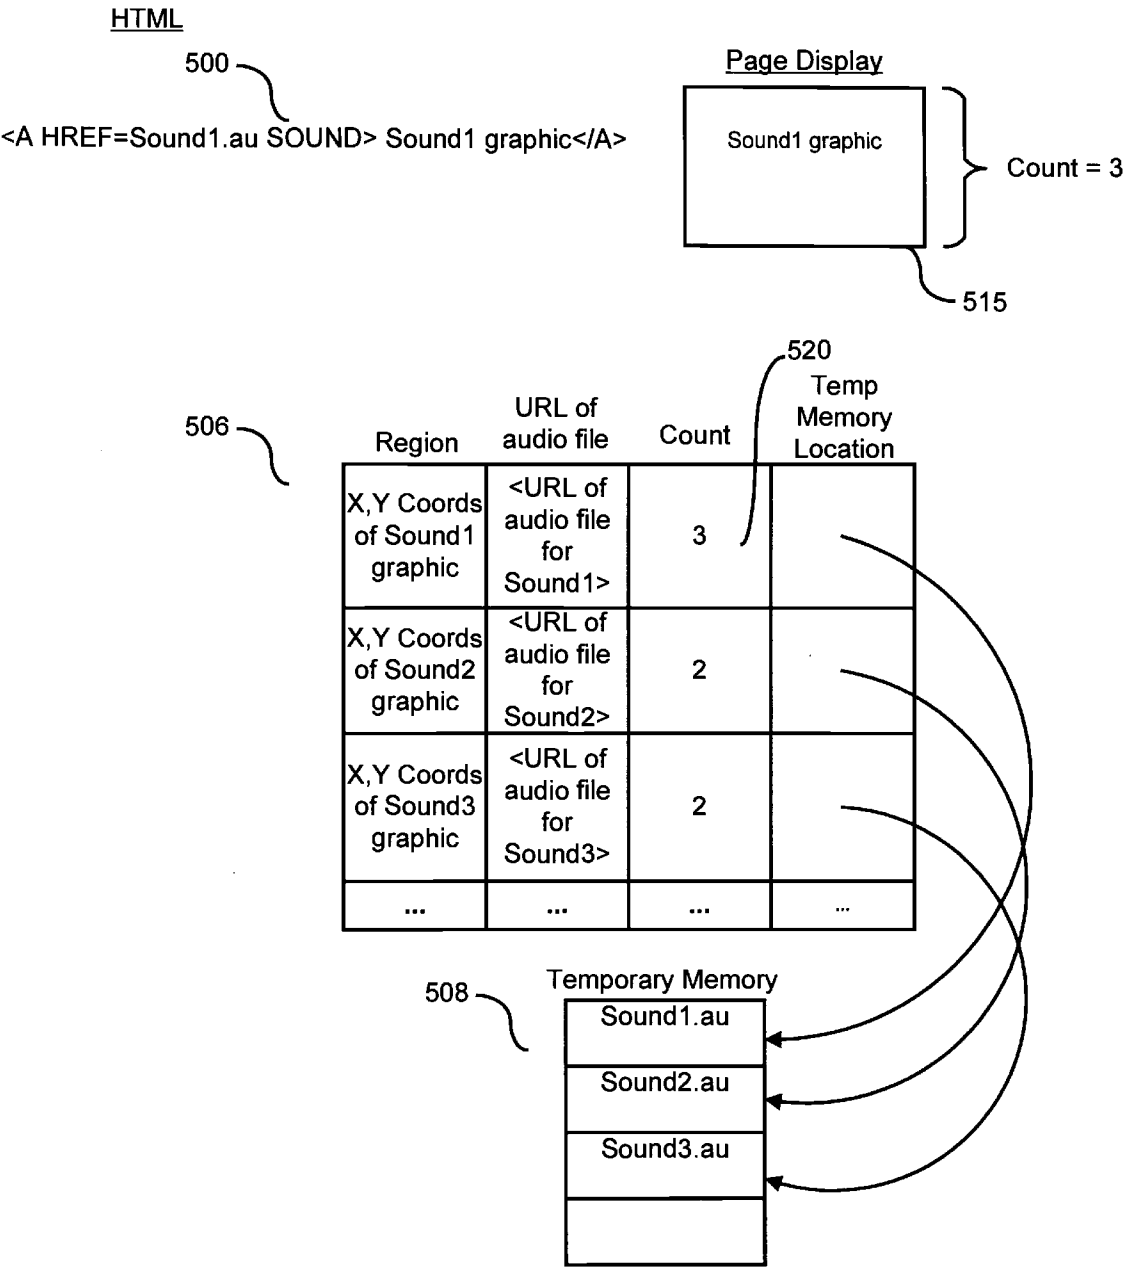 HTML
500
<A HREF=Sound1.au SOUND> Sound1 graphic</A>
Page Display
Sound1 graphic
Count = 3
515
520
506
Region
URL of
audio file
Count
Temp
Memory
Location
X,Y Coords
of Sound1
graphic
<URL of
audio file
for
Sound1>
3
X,Y Coords
of Sound2
graphic
<URL of
audio file
for
Sound2>
2
X,Y Coords
of Sound3
graphic
<URL of
audio file
for
Sound3>
2
...
...
...
...
508
Temporary Memory
Sound1.au
Sound2.au
Sound3.au